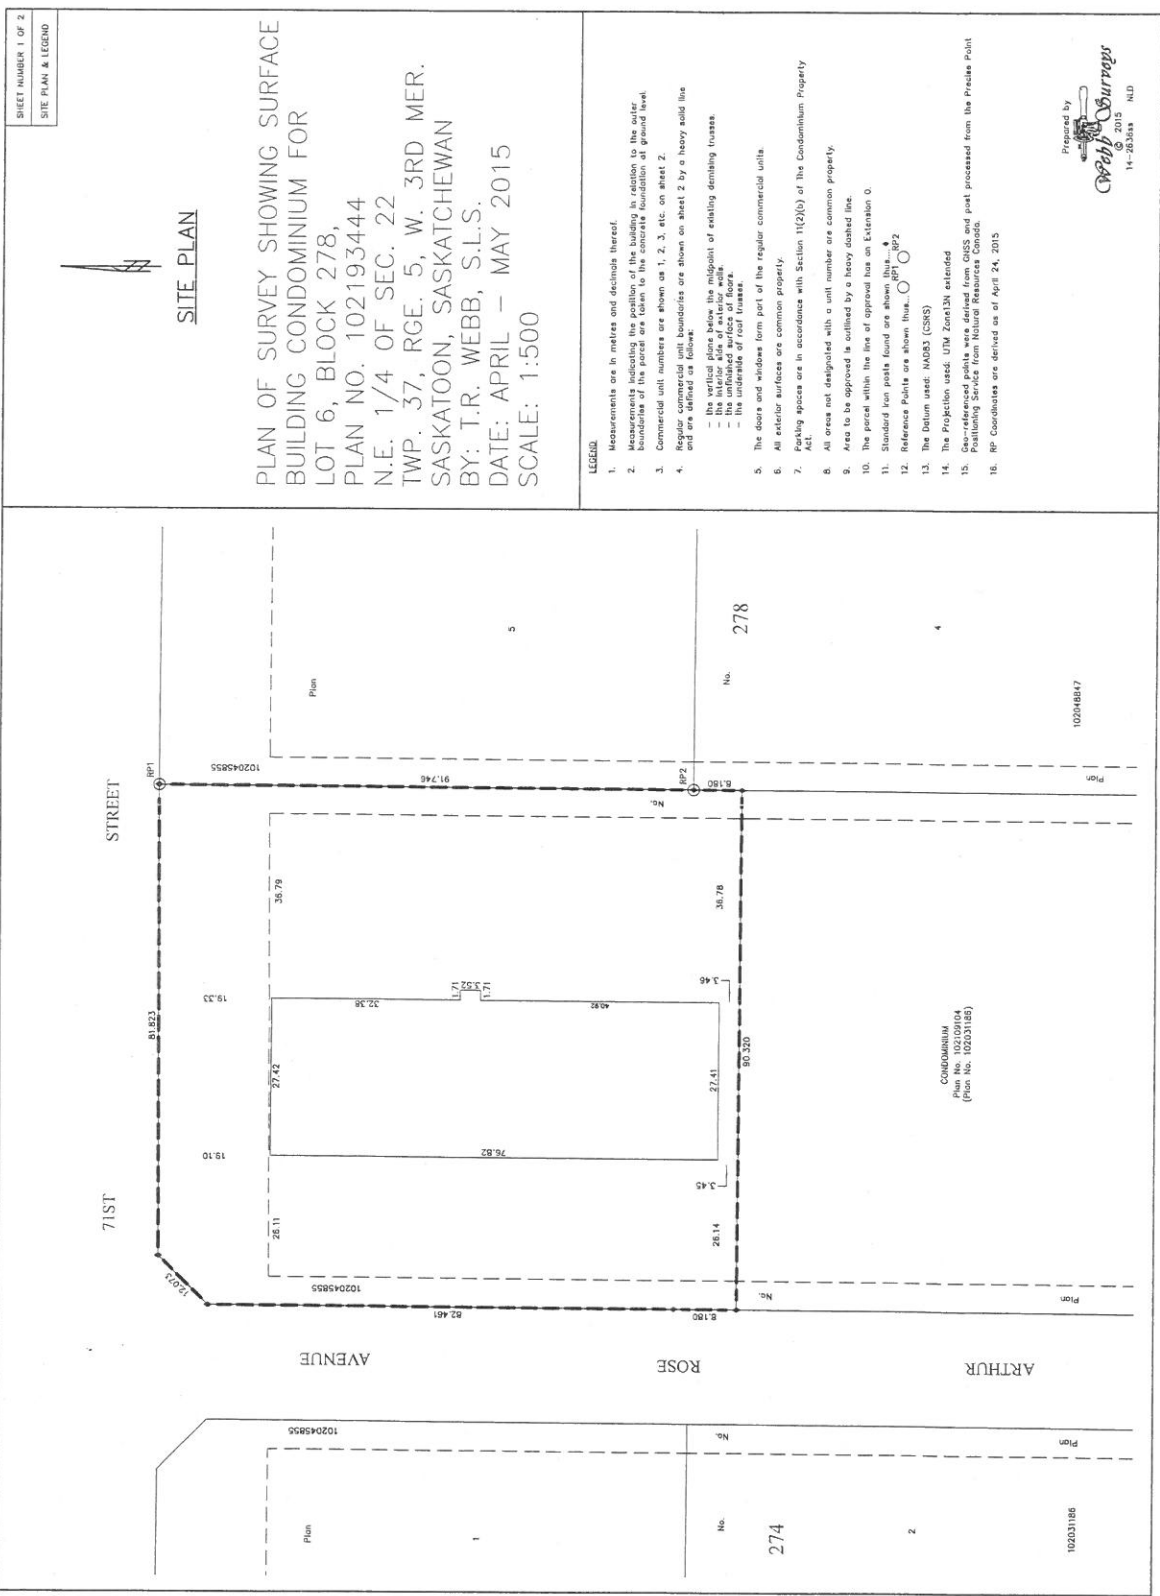 SHEET NUMBER 1 OF 2
SITE PLAN & LEGEND
SITE PLAN
PLAN OF SURVEY SHOWING SURFACE
BUILDING CONDOMINIUM FOR
LOT 6, BLOCK 278,
PLAN NO. 102193444
N.E. 1/4 OF SEC. 22
TWP. 37, RGE. 5, W. 3RD MER.
SASKATOON, SASKATCHEWAN
BY: T.R. WEBB, S.L.S.
DATE: APRIL – MAY 2015
SCALE: 1:500
LEGEND
1. Measurements are in metres and decimals thereof.
2. Measurements indicating the position of the building in relation to the outer
boundaries of the parcel are taken to the concrete foundation at ground level.
3. Commercial unit numbers are shown as 1, 2, 3, etc. on sheet 2.
4. Regular commercial unit boundaries are shown on sheet 2 by a heavy solid line
and are defined as follows:
– the vertical plane below the midpoint of existing demising trusses.
– the interior side of exterior walls.
– the unfinished surface of floors.
– the underside of roof trusses.
5. The doors and windows form part of the regular commercial units.
6. All exterior surfaces are common property.
7. Parking spaces are in accordance with Section 11(2)(b) of The Condominium Property
Act.
8. All areas not designated with a unit number are common property.
9. Area to be approved is outlined by a heavy dashed line.
10. The parcel within the line of approval has an Extension 0.
11. Standard iron posts found are shown thus...
12. Reference Points are shown thus... RP1 RP2
13. The Datum used: NAD83 (CSRS)
14. The Projection used: UTM Zone13N extended
15. Geo-referenced points were derived from GNSS and post processed from the Precise Point
Positioning Service from Natural Resources Canada.
16. RP Coordinates are derived as of April 24, 2015
Prepared by
Webb Surveys
© 2015
14-2636ss NLD
71ST STREET
RP1
81.823
12.073
19.10
19.33
102045855
Plan
5
91.746
RP2
No.
278
8.180
4
102048847
Plan
No.
36.79
27.42
26.11
32.38
1.71
3.52
1.71
40.92
76.82
38.78
27.41
26.14
3.46
3.45
90.320
102045855
82.461
8.180
No.
Plan
CONDOMINIUM
Plan No. 102109104
(Plan No. 102031186)
AVENUE
ROSE
ARTHUR
102045855
No.
Plan
Plan
1
No.
274
2
102031186